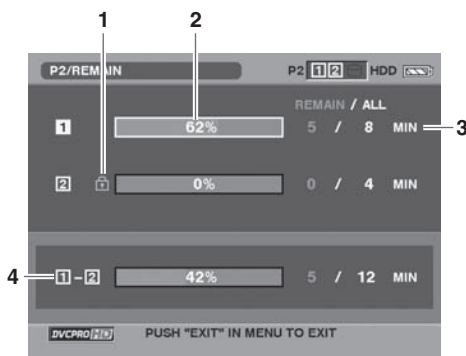 1 2
P2/REMAIN P2 1 2 HDD
REMAIN / ALL
1 62% 5 / 8 MIN 3
2 0% 0 / 4 MIN
4 1-2 42% 5 / 12 MIN
DVCPRO HD PUSH "EXIT" IN MENU TO EXIT